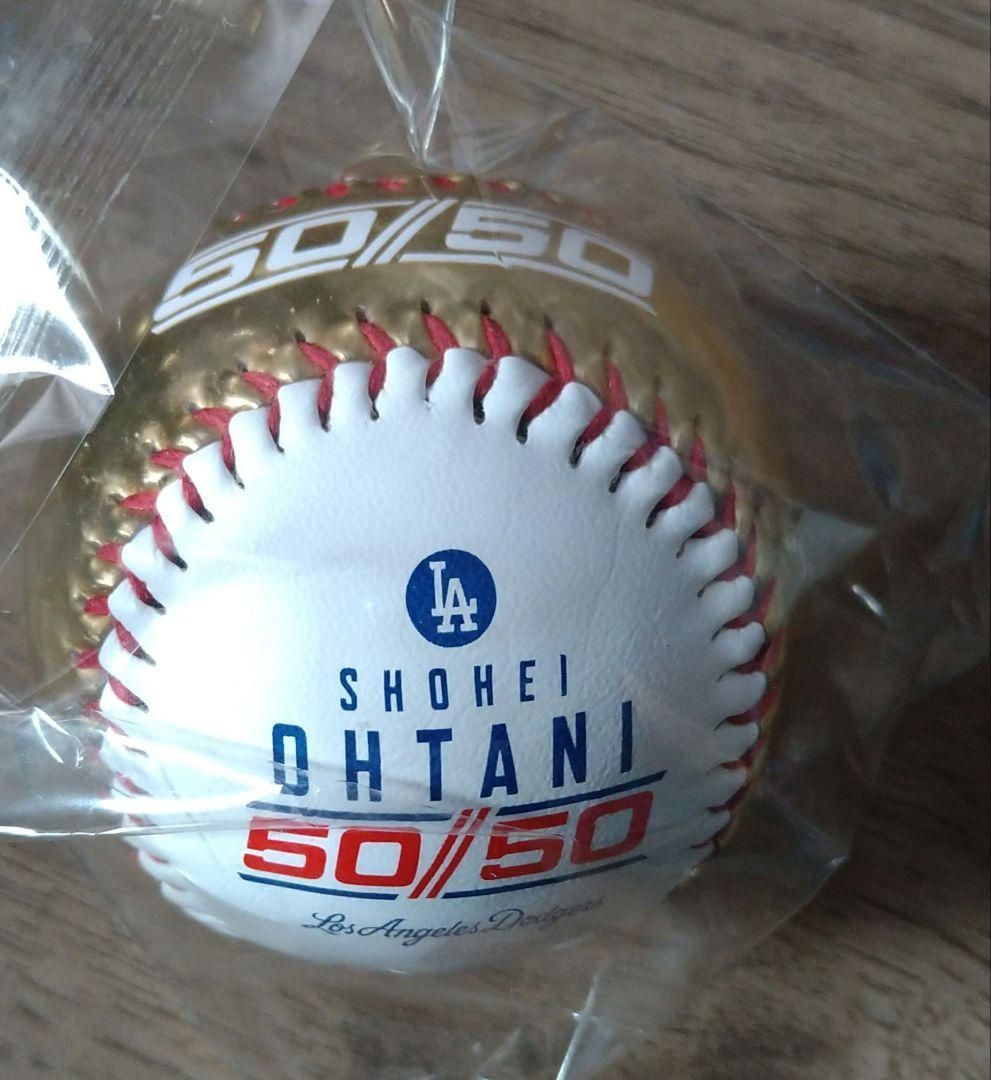 50/50
LA
SHOHEI
OHTANI
50/50
Los Angeles Dodgers